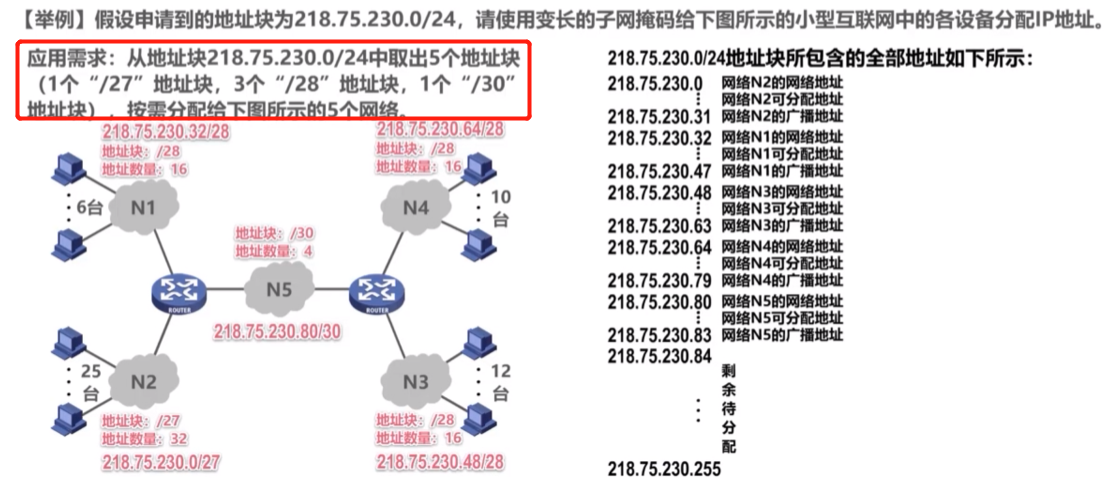 【举例】假设申请到的地址块为218.75.230.0/24，请使用变长的子网掩码给下图所示的小型互联网中的各设备分配IP地址。
应用需求：从地址块218.75.230.0/24中取出5个地址块
（1个“/27”地址块，3个“/28”地址块，1个“/30”
地址块），按需分配给下图所示的5个网络。
218.75.230.32/28
地址块：/28
地址数量：16
N1
6台
218.75.230.64/28
地址块：/28
地址数量：16
N4
10
台
地址块：/30
地址数量：4
N5
ROUTER
ROUTER
218.75.230.80/30
25
台
N2
地址块：/27
地址数量：32
218.75.230.0/27
N3
12
台
地址块：/28
地址数量：16
218.75.230.48/28
218.75.230.0/24地址块所包含的全部地址如下所示：
218.75.230.0 网络N2的网络地址
⋮ 网络N2可分配地址
218.75.230.31 网络N2的广播地址
218.75.230.32 网络N1的网络地址
⋮ 网络N1可分配地址
218.75.230.47 网络N1的广播地址
218.75.230.48 网络N3的网络地址
⋮ 网络N3可分配地址
218.75.230.63 网络N3的广播地址
218.75.230.64 网络N4的网络地址
⋮ 网络N4可分配地址
218.75.230.79 网络N4的广播地址
218.75.230.80 网络N5的网络地址
⋮ 网络N5可分配地址
218.75.230.83 网络N5的广播地址
218.75.230.84
⋮
剩
余
待
分
配
218.75.230.255